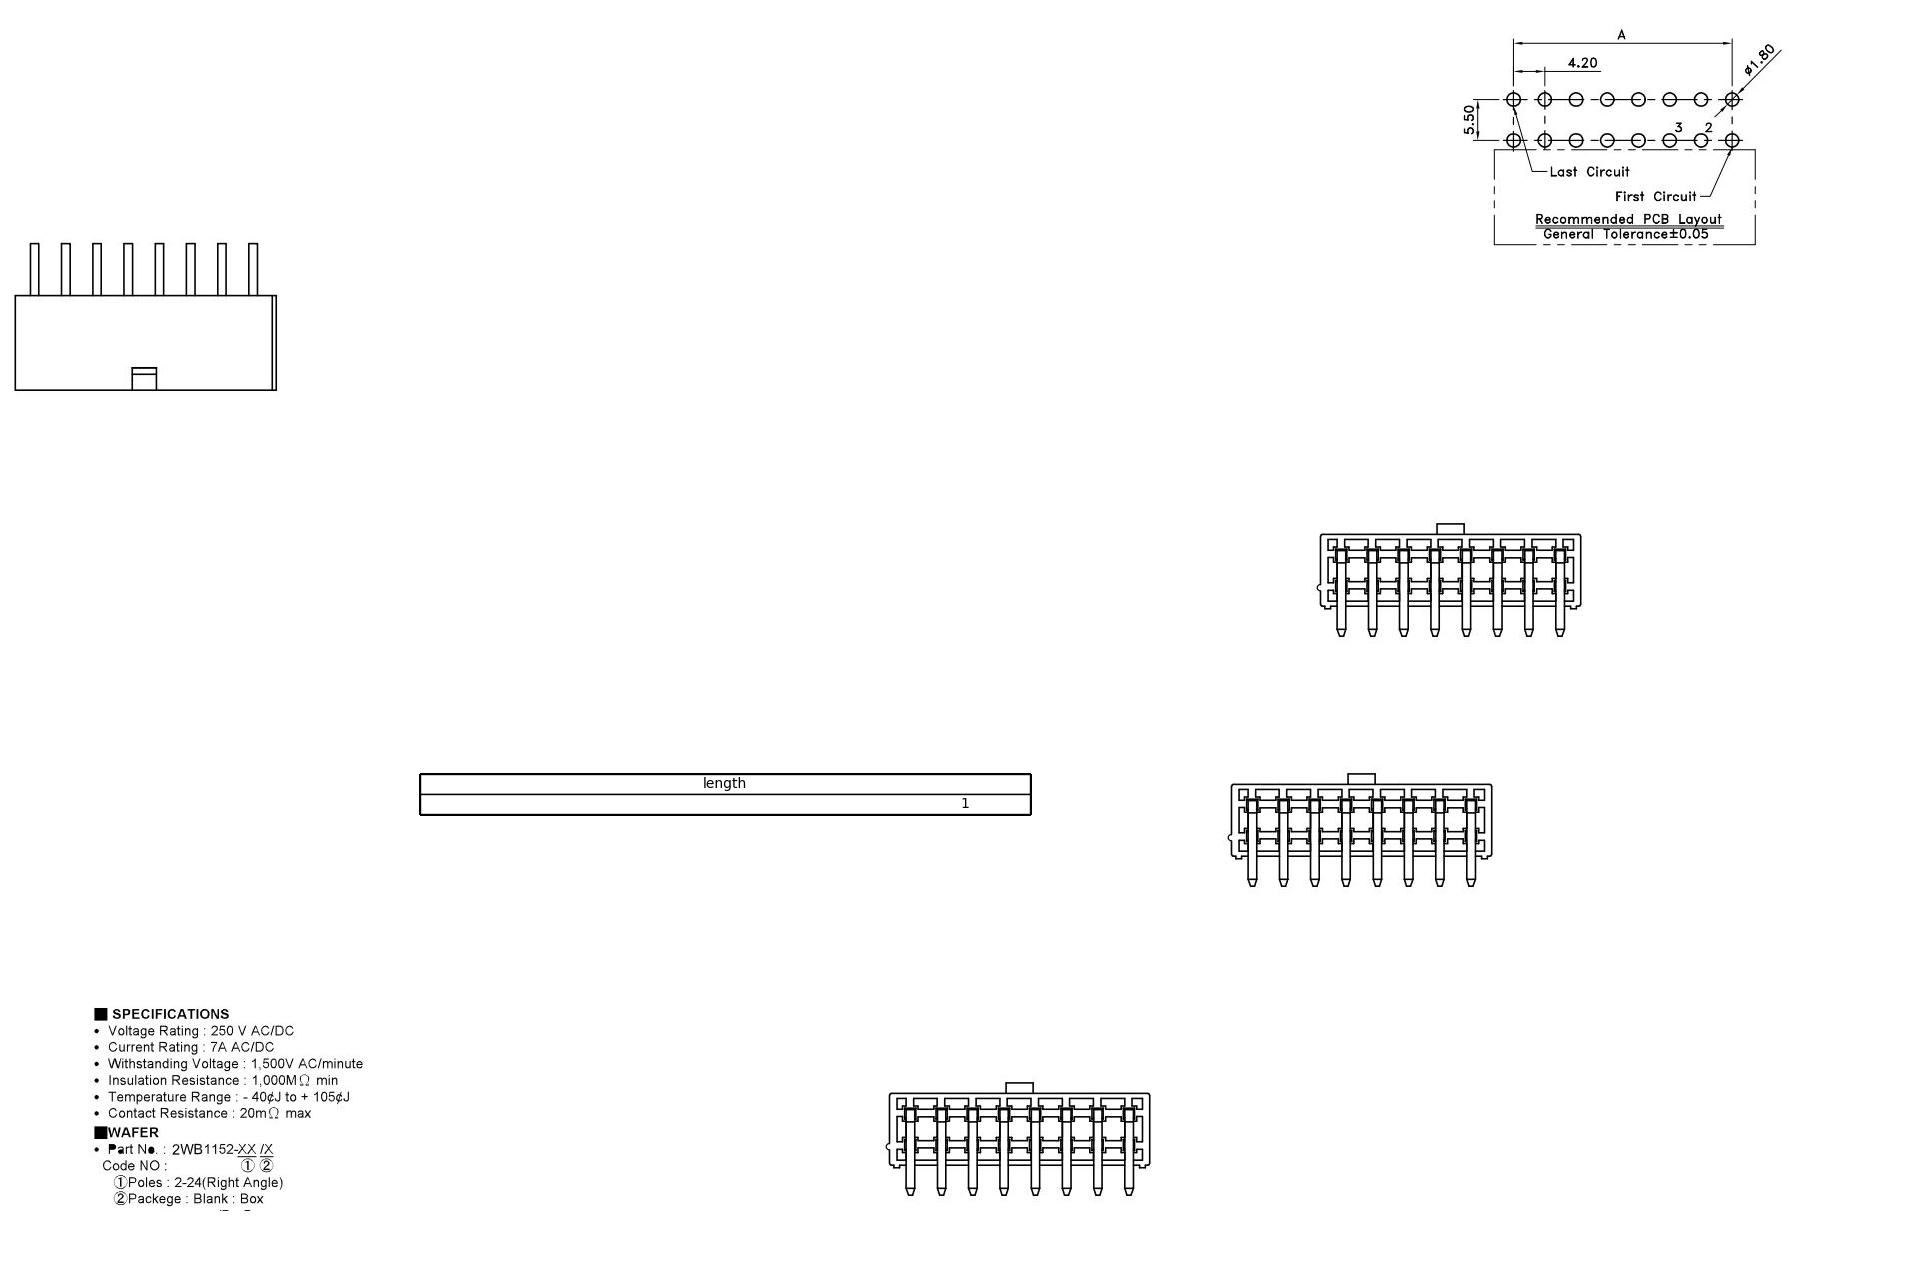 A
4.20
ø1.80
5.50
3 2
Last Circuit
First Circuit
Recommended PCB Layout
General Tolerance±0.05
length
1
■ SPECIFICATIONS
• Voltage Rating : 250 V AC/DC
• Current Rating : 7A AC/DC
• Withstanding Voltage : 1,500V AC/minute
• Insulation Resistance : 1,000MΩ min
• Temperature Range : - 40¢J to + 105¢J
• Contact Resistance : 20mΩ max
■WAFER
• Part No. : 2WB1152-XX /X
Code NO : ① ②
①Poles : 2-24(Right Angle)
②Packege : Blank : Box